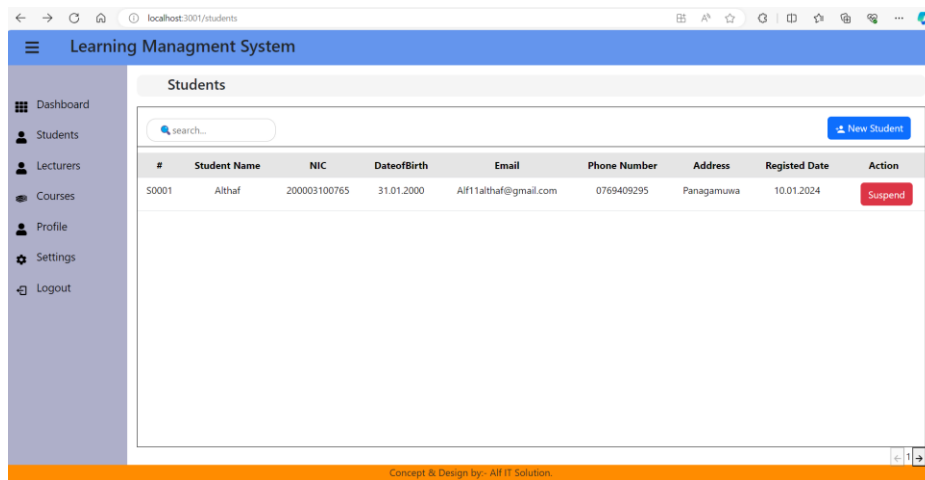 localhost:3001/students
Learning Managment System
Students
Dashboard
Students
Lecturers
Courses
Profile
Settings
Logout
search...
New Student
# Student Name NIC DateofBirth Email Phone Number Address Registed Date Action
S0001 Althaf 200003100765 31.01.2000 Alf11althaf@gmail.com 0769409295 Panagamuwa 10.01.2024 Suspend
1
Concept & Design by:- Alf IT Solution.